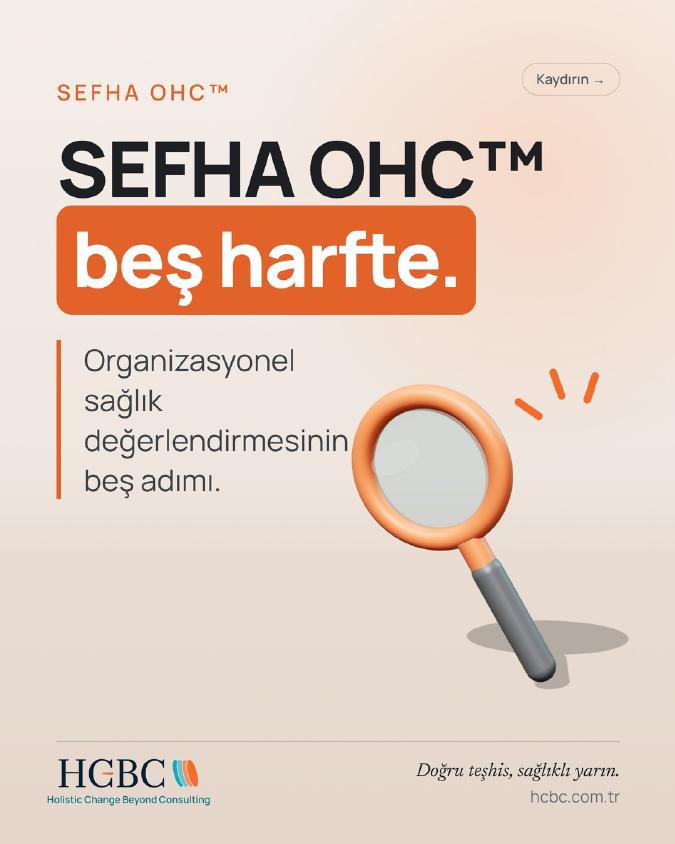 SEFHA OHC™
Kaydırın →
SEFHA OHC™
beş harfte.
Organizasyonel
sağlık
değerlendirmesinin
beş adımı.
HCBC
Holistic Change Beyond Consulting
Doğru teşhis, sağlıklı yarın.
hcbc.com.tr